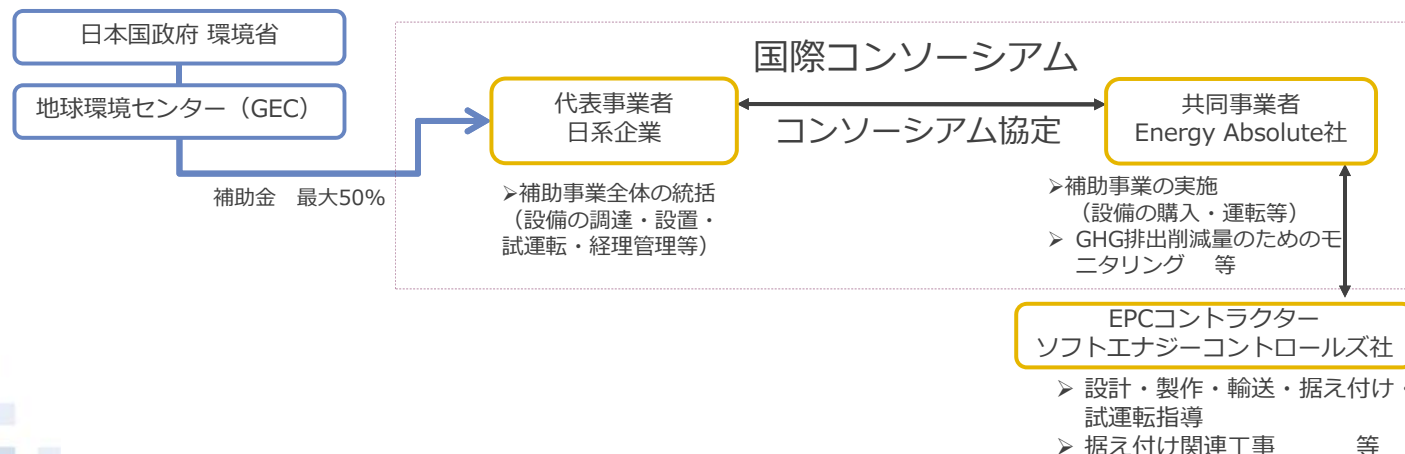 日本国政府 環境省
地球環境センター（GEC）
補助金　最大50%
国際コンソーシアム
代表事業者
日系企業
コンソーシアム協定
共同事業者
Energy Absolute社
➢補助事業全体の統括
（設備の調達・設置・
試運転・経理管理等）
➢補助事業の実施
（設備の購入・運転等）
➢ GHG排出削減量のためのモ
ニタリング　等
EPCコントラクター
ソフトエナジーコントロールズ社
➢ 設計・製作・輸送・据え付け・
試運転指導
➢ 据え付け関連工事　等